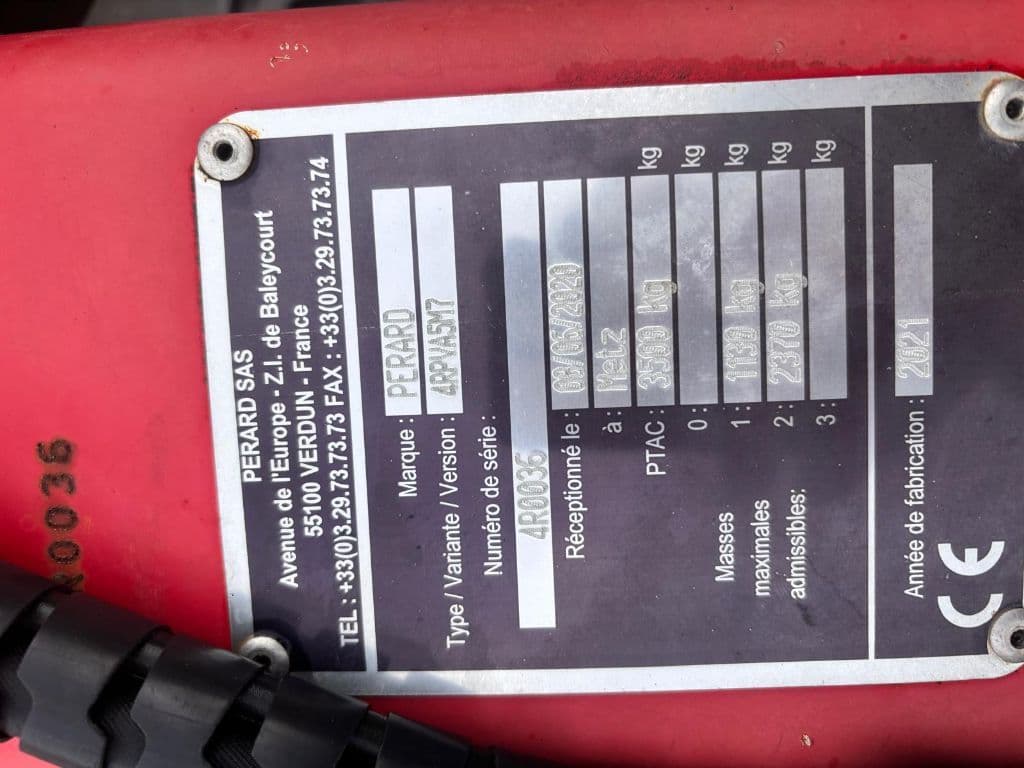 PERARD SAS
Avenue de l'Europe - Z.I. de Baleycourt
55100 VERDUN - France
TEL : +33(0)3.29.73.73.73 FAX : +33(0)3.29.73.73.74
Marque : PERARD
Type / Variante / Version : 4RPVA5M7
Numéro de série :
4R0036
Réceptionné le : 06/05/2020
à : Metz
PTAC : 3500 kg kg
0 : kg
Masses 1 : 1130 kg kg
maximales 2 : 2370 kg kg
admissibles: 3 : kg
Année de fabrication : 2021
CE
R0036